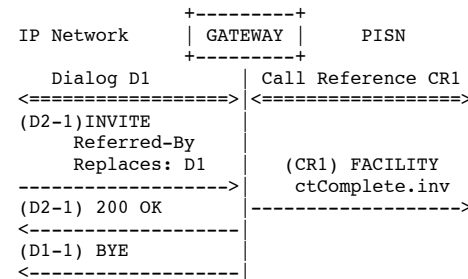 +---------+
IP Network           | GATEWAY |      PISN
                     +---------+
   Dialog D1              | Call Reference CR1
<==================>|<==================>
(D2-1)INVITE              |
     Referred-By          |
     Replaces: D1         |   (CR1) FACILITY
------------------->|    ctComplete.inv
(D2-1) 200 OK             |------------------->
<-------------------|
(D1-1) BYE                |
<-------------------|